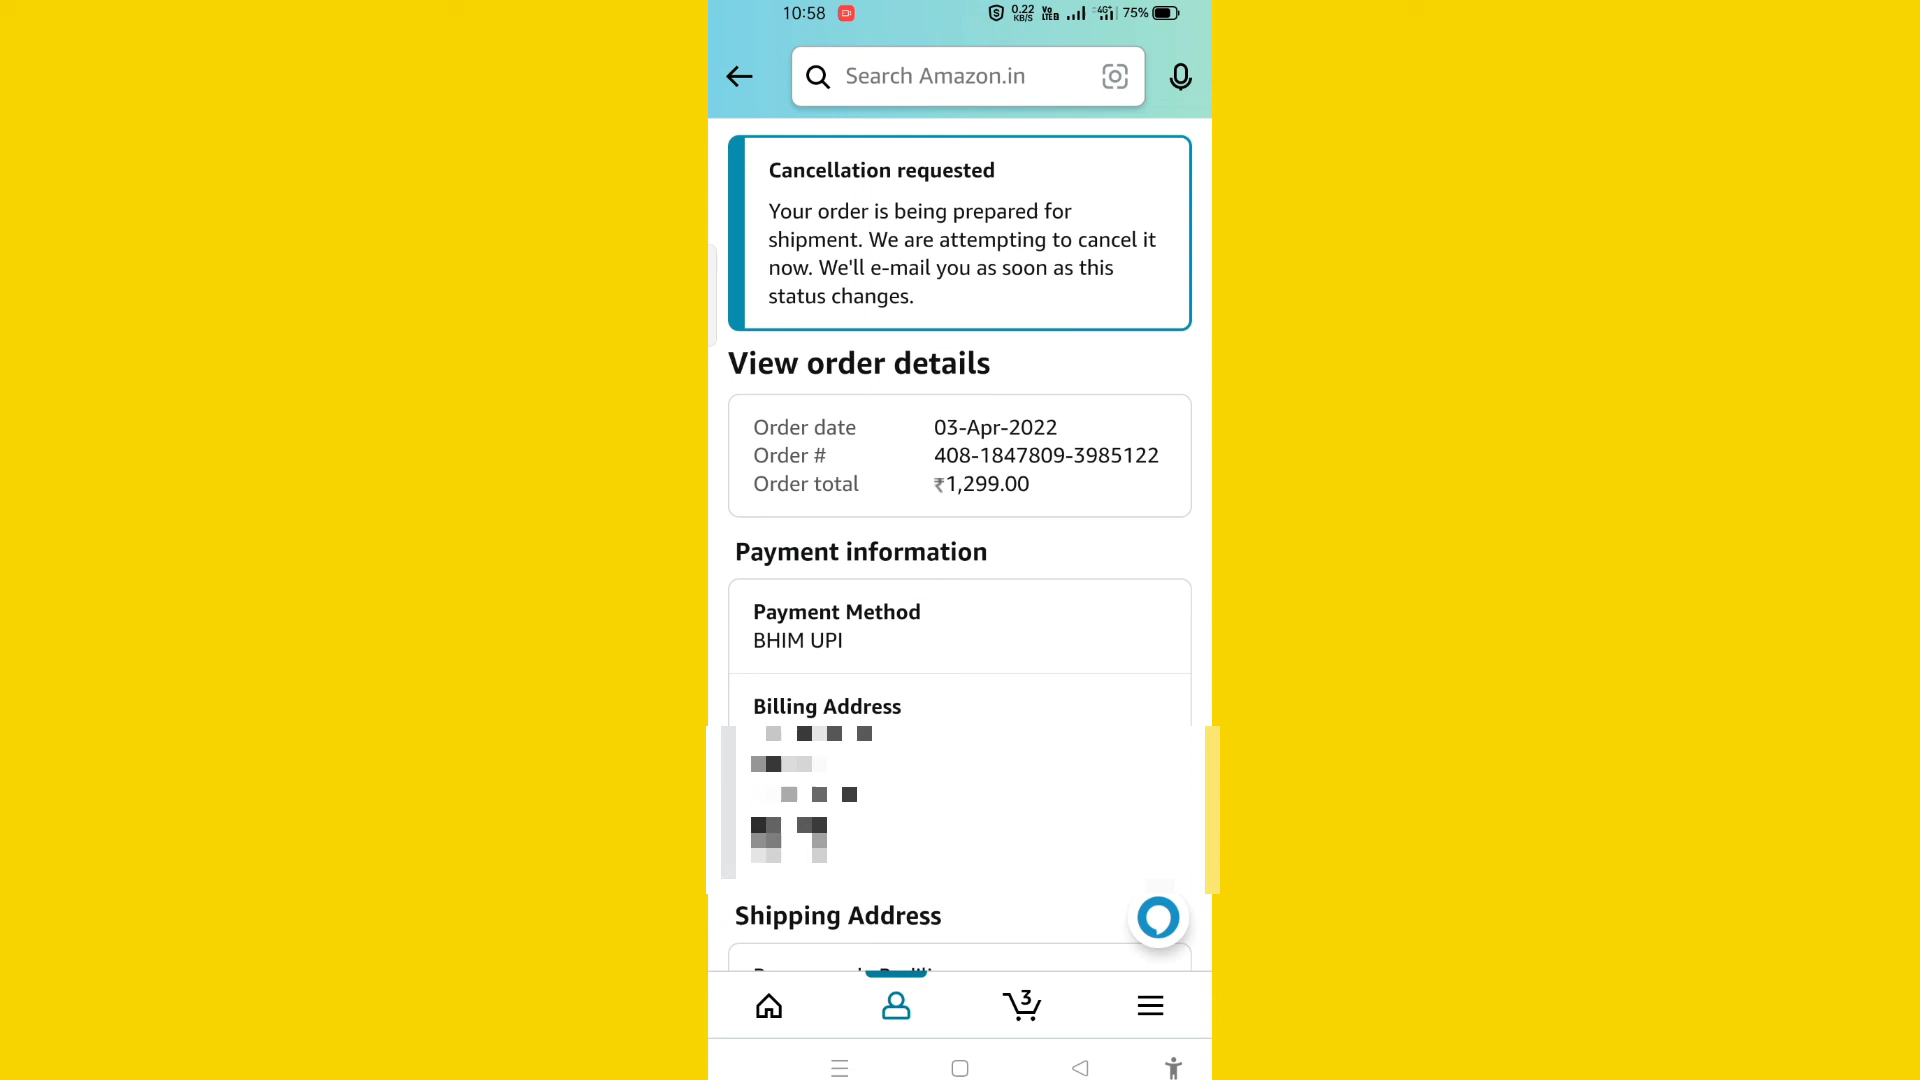 10:58 0.22 KB/S Vo LTE 4G+ 75%
Search Amazon.in
Cancellation requested
Your order is being prepared for
shipment. We are attempting to cancel it
now. We'll e-mail you as soon as this
status changes.
View order details
Order date 03-Apr-2022
Order # 408-1847809-3985122
Order total ₹1,299.00
Payment information
Payment Method
BHIM UPI
Billing Address
Shipping Address
3